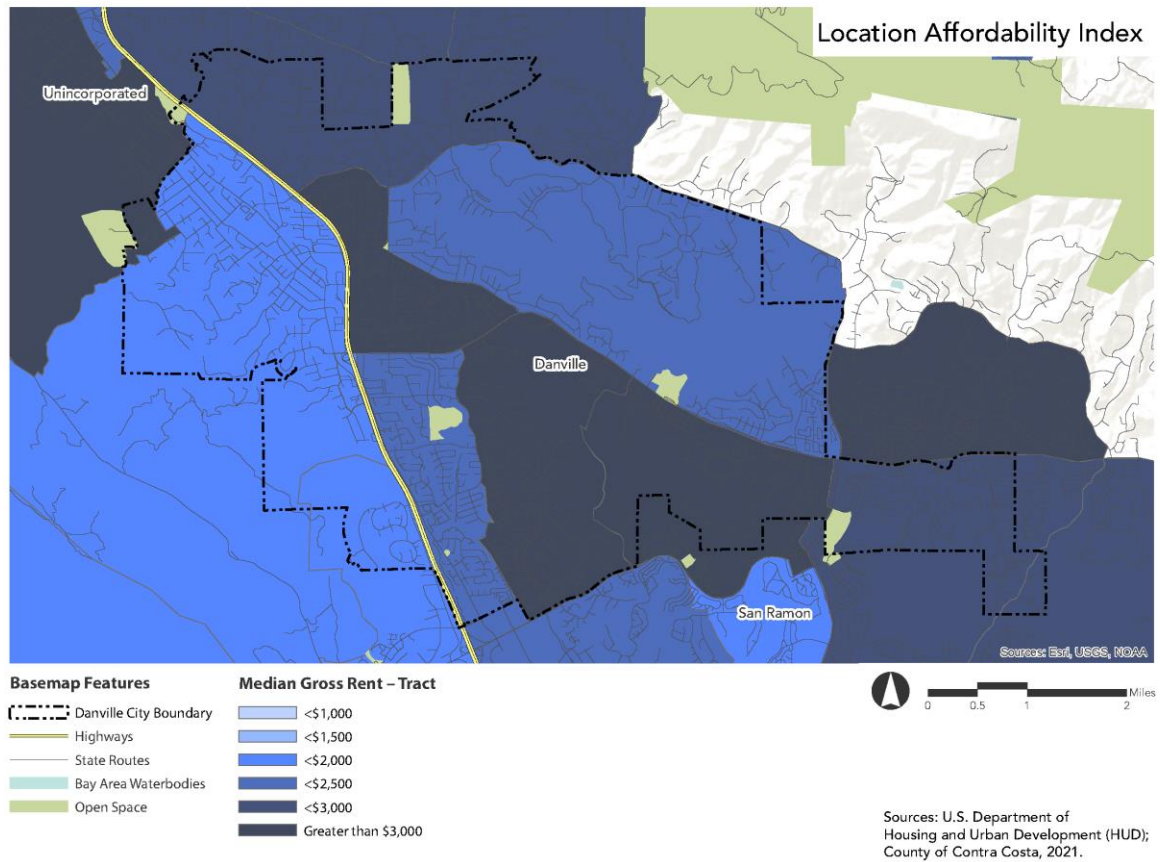 Location Affordability Index
Unincorporated
Danville
San Ramon
Sources: Esri, USGS, NOAA
Basemap Features
Danville City Boundary
Highways
State Routes
Bay Area Waterbodies
Open Space
Median Gross Rent – Tract
<$1,000
<$1,500
<$2,000
<$2,500
<$3,000
Greater than $3,000
Miles
0 0.5 1 2
Sources: U.S. Department of
Housing and Urban Development (HUD);
County of Contra Costa, 2021.